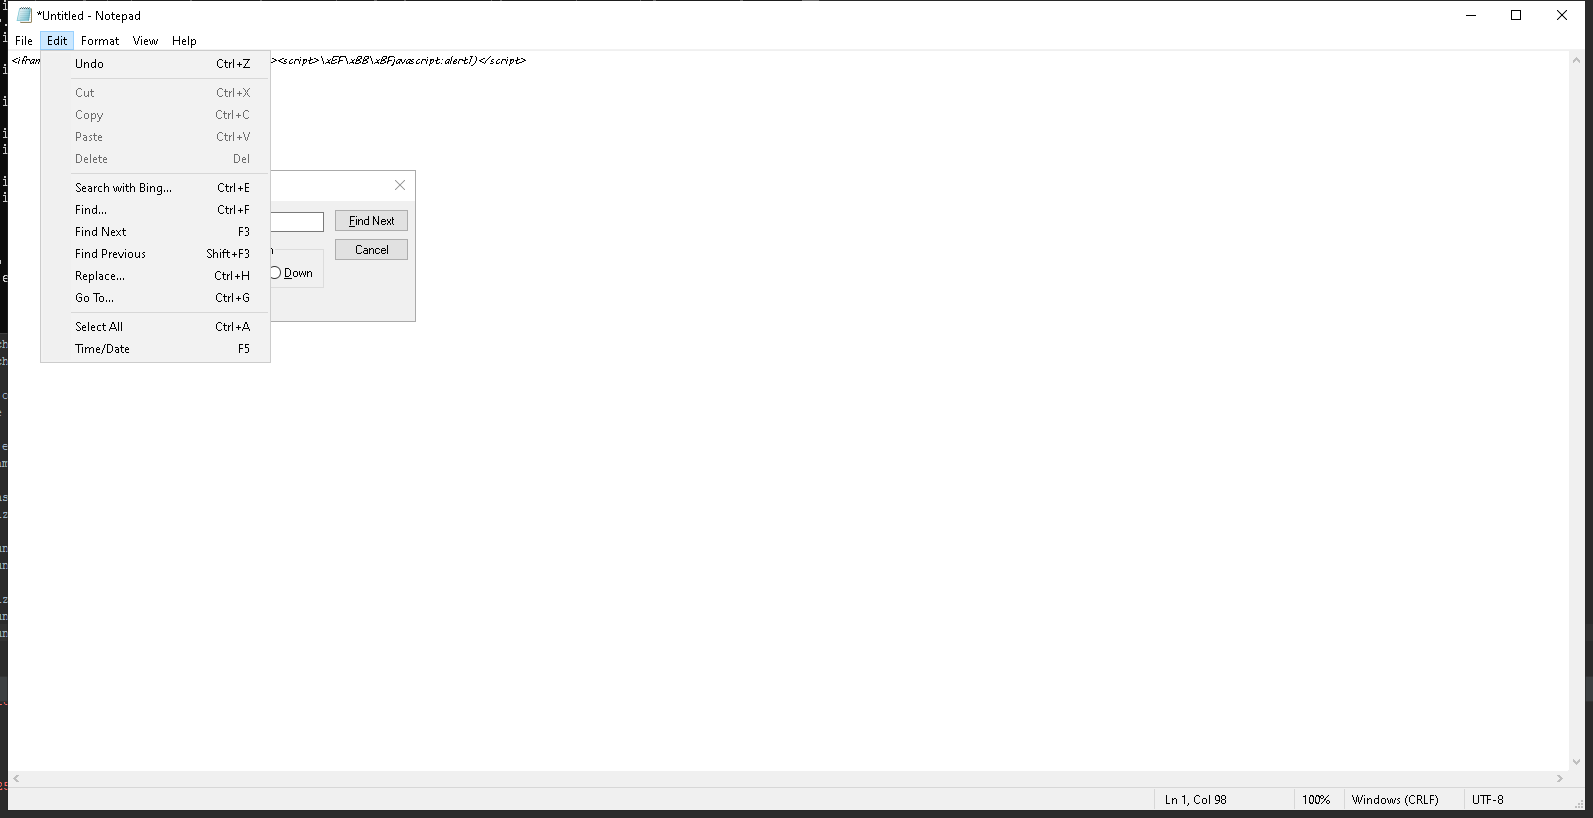 *Untitled - Notepad
File Edit Format View Help
<ifram ><script>\xEF\xBB\xBFjavascript:alert1)</script>
Undo Ctrl+Z
Cut Ctrl+X
Copy Ctrl+C
Paste Ctrl+V
Delete Del
Search with Bing... Ctrl+E
Find... Ctrl+F
Find Next F3
Find Previous Shift+F3
Replace... Ctrl+H
Go To... Ctrl+G
Select All Ctrl+A
Time/Date F5
Find Next
Cancel
Down
Ln 1, Col 98 100% Windows (CRLF) UTF-8